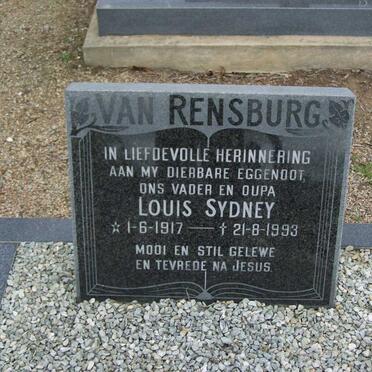 VAN RENSBURG
IN LIEFDEVOLLE HERINNERING
AAN MY DIERBARE EGGENOOT,
ONS VADER EN OUPA
LOUIS SYDNEY
☆ 1-6-1917 — ✝ 21-8-1993
MOOI EN STIL GELEWE
EN TEVREDE NA JESUS.